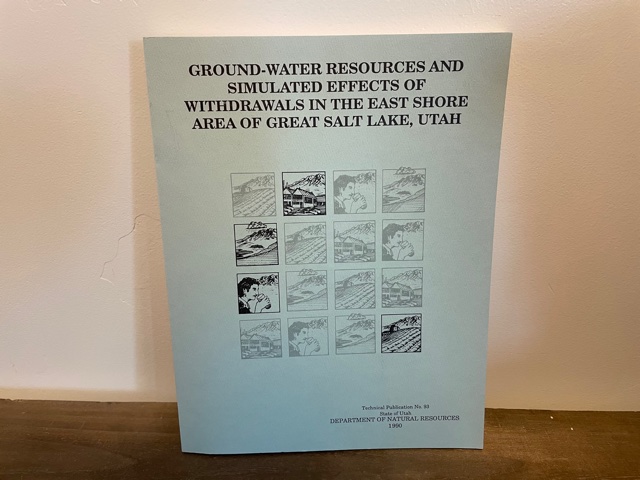 GROUND-WATER RESOURCES AND
SIMULATED EFFECTS OF
WITHDRAWALS IN THE EAST SHORE
AREA OF GREAT SALT LAKE, UTAH
Technical Publication No. 93
State of Utah
DEPARTMENT OF NATURAL RESOURCES
1990